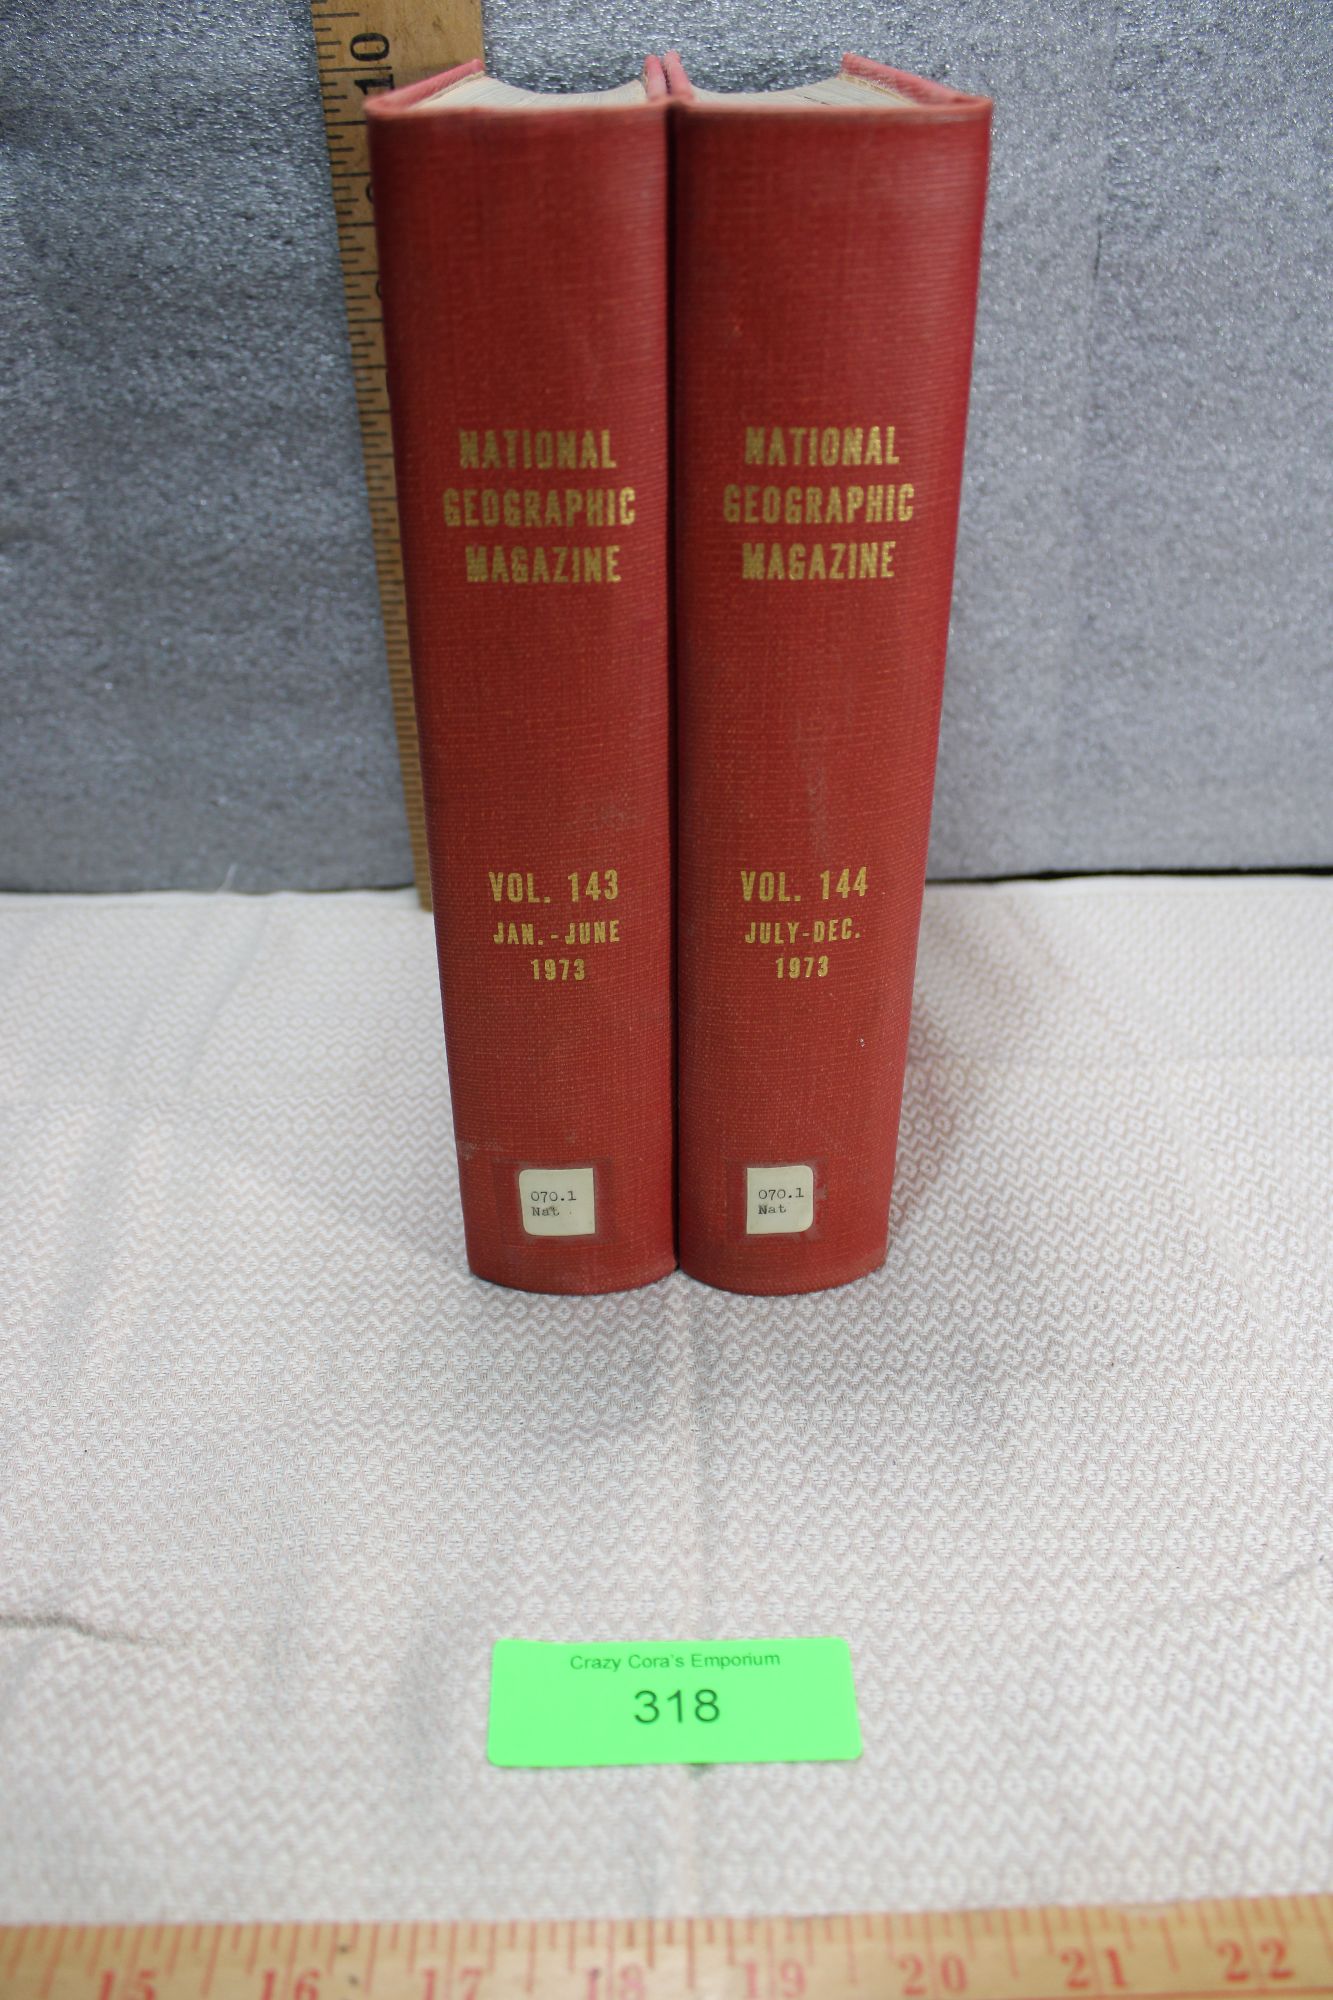 10
NATIONAL
GEOGRAPHIC
MAGAZINE
VOL. 143
JAN.-JUNE
1973
070.1
Nat
NATIONAL
GEOGRAPHIC
MAGAZINE
VOL. 144
JULY-DEC.
1973
070.1
Nat
Crazy Cora's Emporium
318
15 16 17 18 19 20 21 22